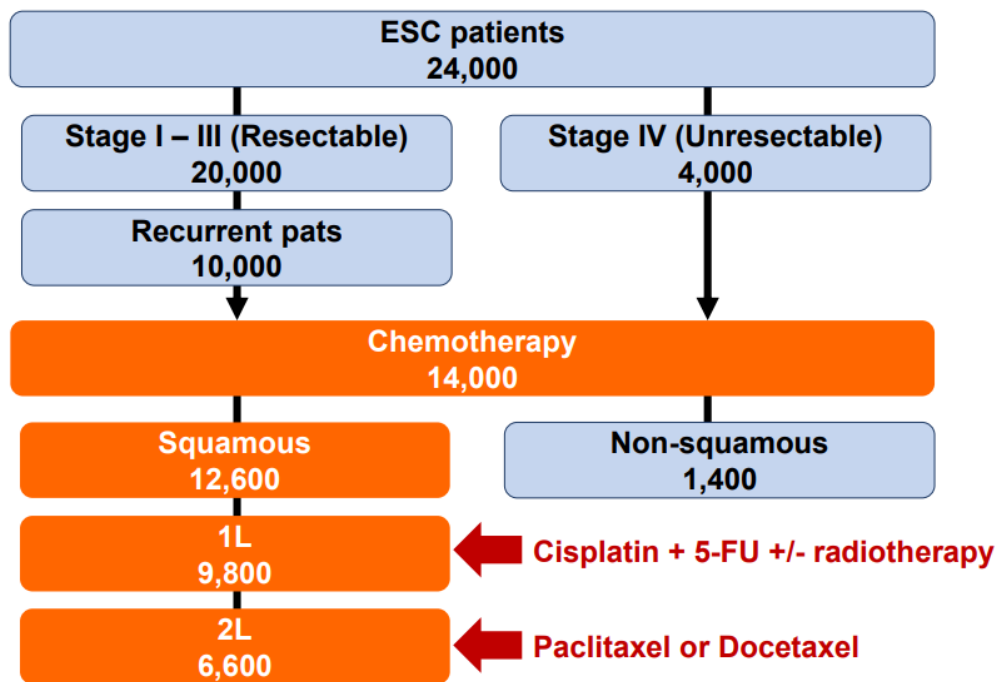 ESC patients
24,000
Stage I – III (Resectable)
20,000
Stage IV (Unresectable)
4,000
Recurrent pats
10,000
Chemotherapy
14,000
Squamous
12,600
Non-squamous
1,400
1L
9,800
Cisplatin + 5-FU +/- radiotherapy
2L
6,600
Paclitaxel or Docetaxel